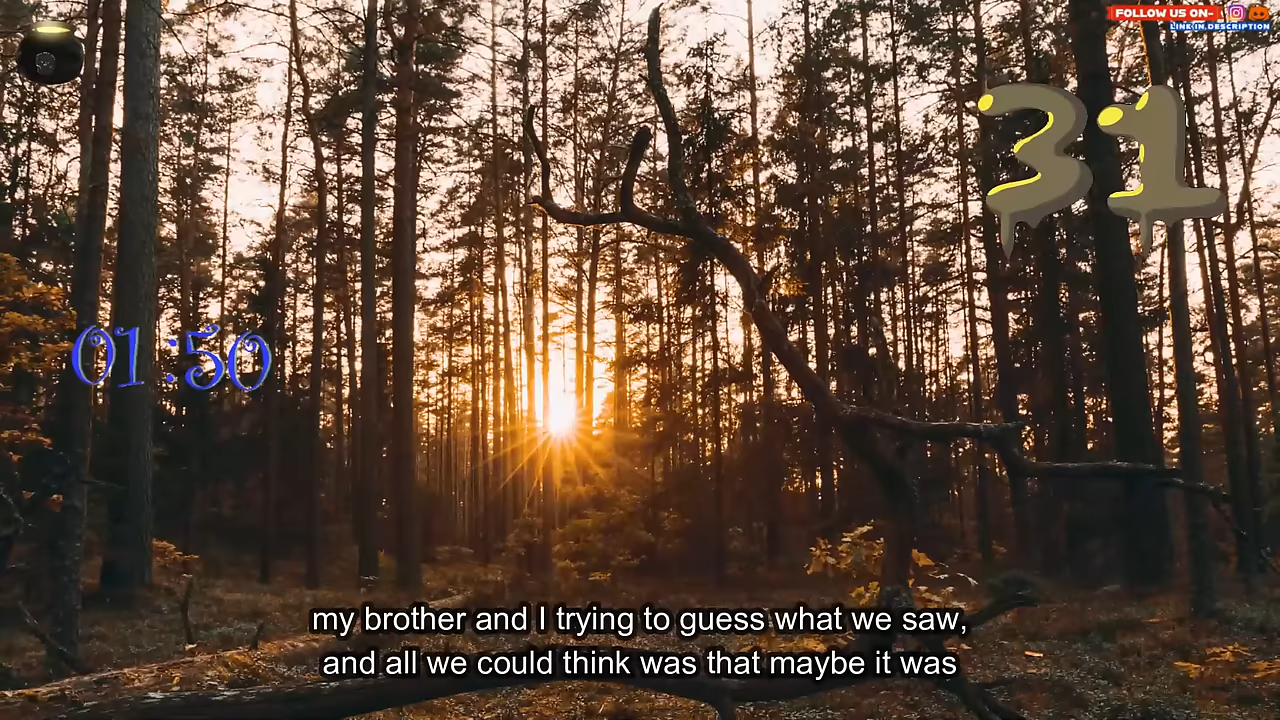 FOLLOW US ON-
LINK IN DESCRIPTION
31
01:50
my brother and I trying to guess what we saw,
and all we could think was that maybe it was